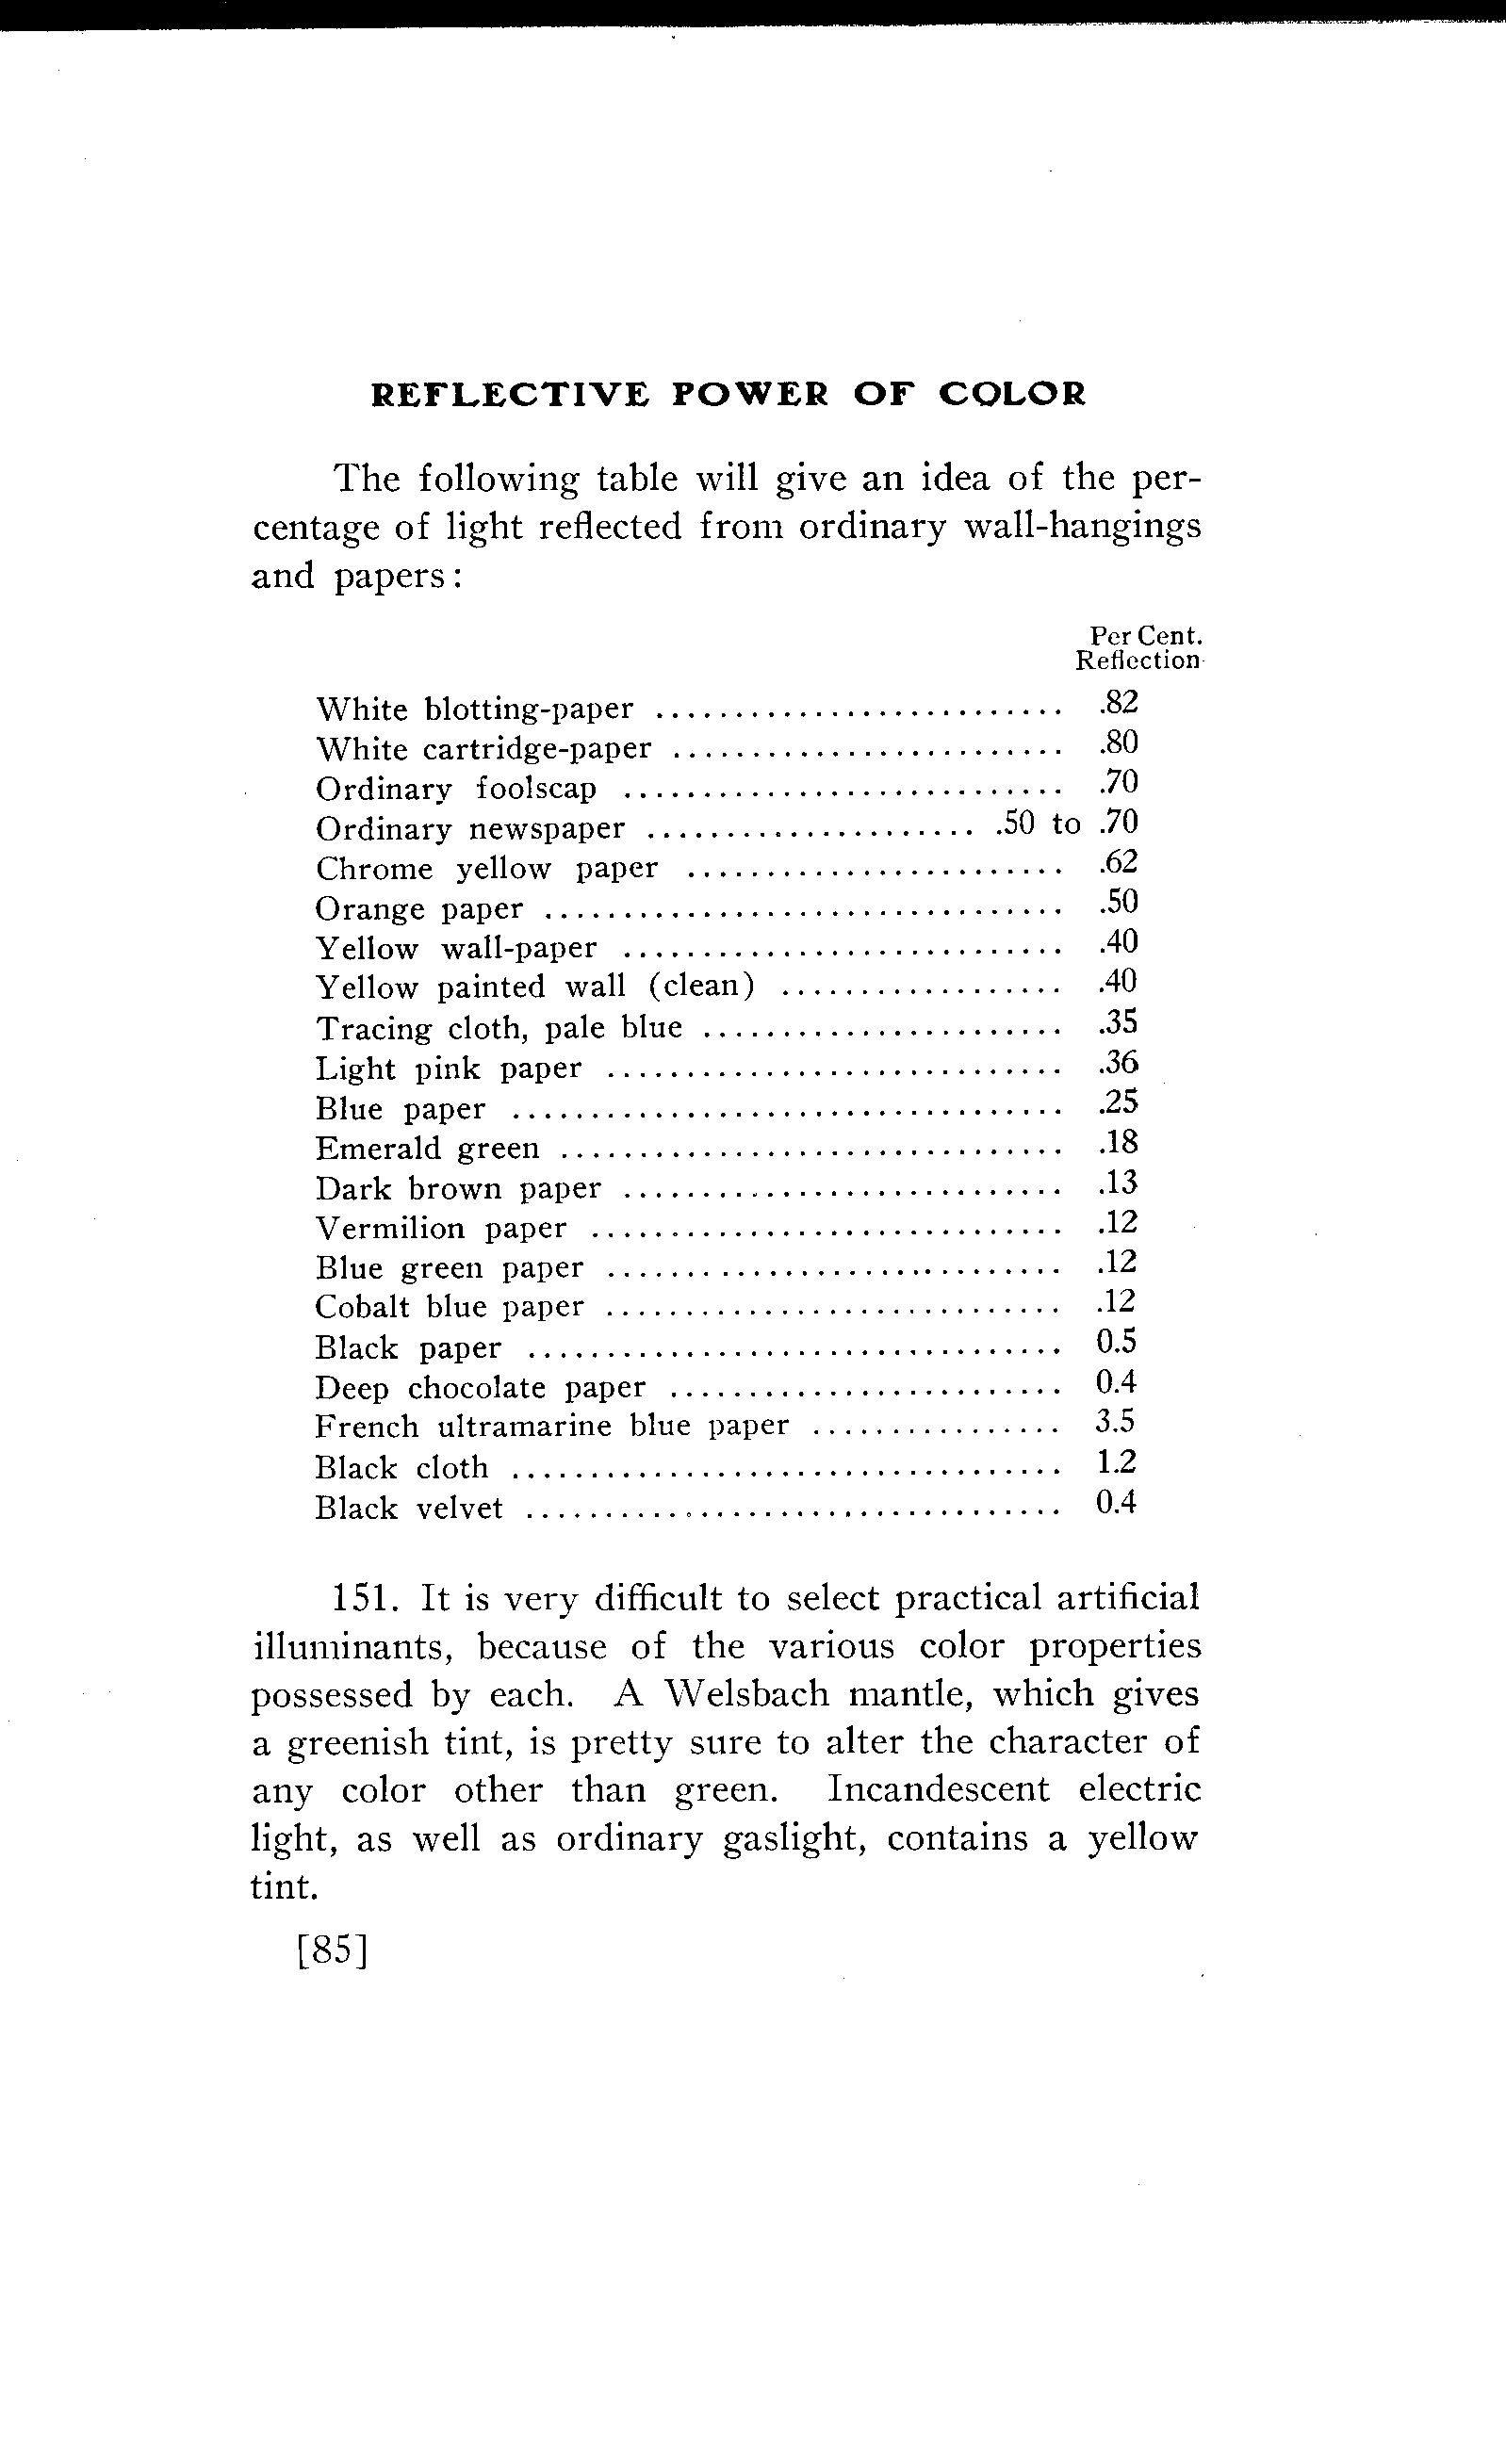 REFLECTIVE POWER OF COLOR
The following table will give an idea of the per-
centage of light reflected from ordinary wall-hangings
and papers:
Per Cent.
Reflection
White blotting-paper .......................... .82
White cartridge-paper ......................... .80
Ordinary foolscap ............................ .70
Ordinary newspaper ..................... .50 to .70
Chrome yellow paper ........................ .62
Orange paper ................................. .50
Yellow wall-paper ............................ .40
Yellow painted wall (clean) .................. .40
Tracing cloth, pale blue ....................... .35
Light pink paper ............................. .36
Blue paper ................................... .25
Emerald green ................................ .18
Dark brown paper ............................ .13
Vermilion paper .............................. .12
Blue green paper ............................. .12
Cobalt blue paper ............................. .12
Black paper .................................. 0.5
Deep chocolate paper ......................... 0.4
French ultramarine blue paper ................ 3.5
Black cloth ................................... 1.2
Black velvet .................................. 0.4
151. It is very difficult to select practical artificial
illuminants, because of the various color properties
possessed by each. A Welsbach mantle, which gives
a greenish tint, is pretty sure to alter the character of
any color other than green. Incandescent electric
light, as well as ordinary gaslight, contains a yellow
tint.
[85]